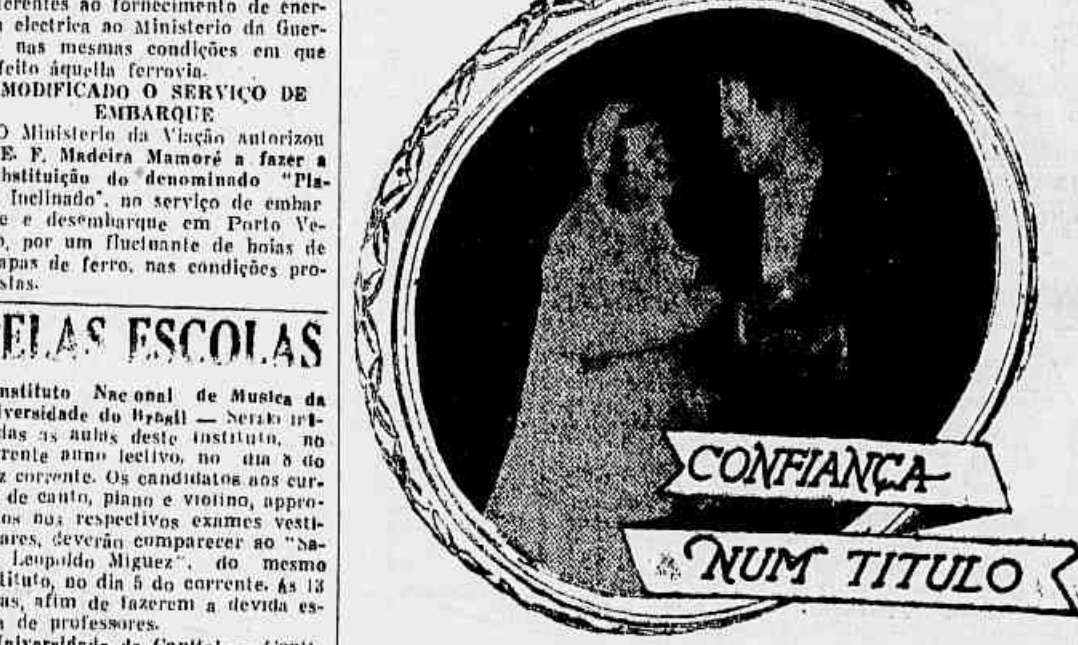 erentes ao fornecimento de ener-
electrica ao Ministerio da Guer-
nas mesmas condições em que
feito áquella ferrovia.
MODIFICADO O SERVIÇO DE
EMBARQUE
O Ministerio da Viação autorizou
E. F. Madeira Mamoré a fazer a
bstituição do denominado "Pla-
Inclinado", no serviço de embar
e e desembarque em Porto Ve-
o, por um fluctuante de boias de
apas de ferro, nas condições pro-
stas.
ELAS ESCOLAS
nstituto Nac onal de Musica da
iversidade do Brasil — Serão ini-
das as aulas deste instituto, no
rente anno lectivo, no dia 8 do
z corrente. Os candidatos aos cur-
de canto, piano e violino, appro-
os nos respectivos exames vesti-
ares, deverão comparecer ao "Sa-
Leopoldo Miguez", do mesmo
tituto, no dia 5 do corrente, ás 13
as, afim de fazerem a devida es-
a de professores.
CONFIANÇA
NUM TITULO